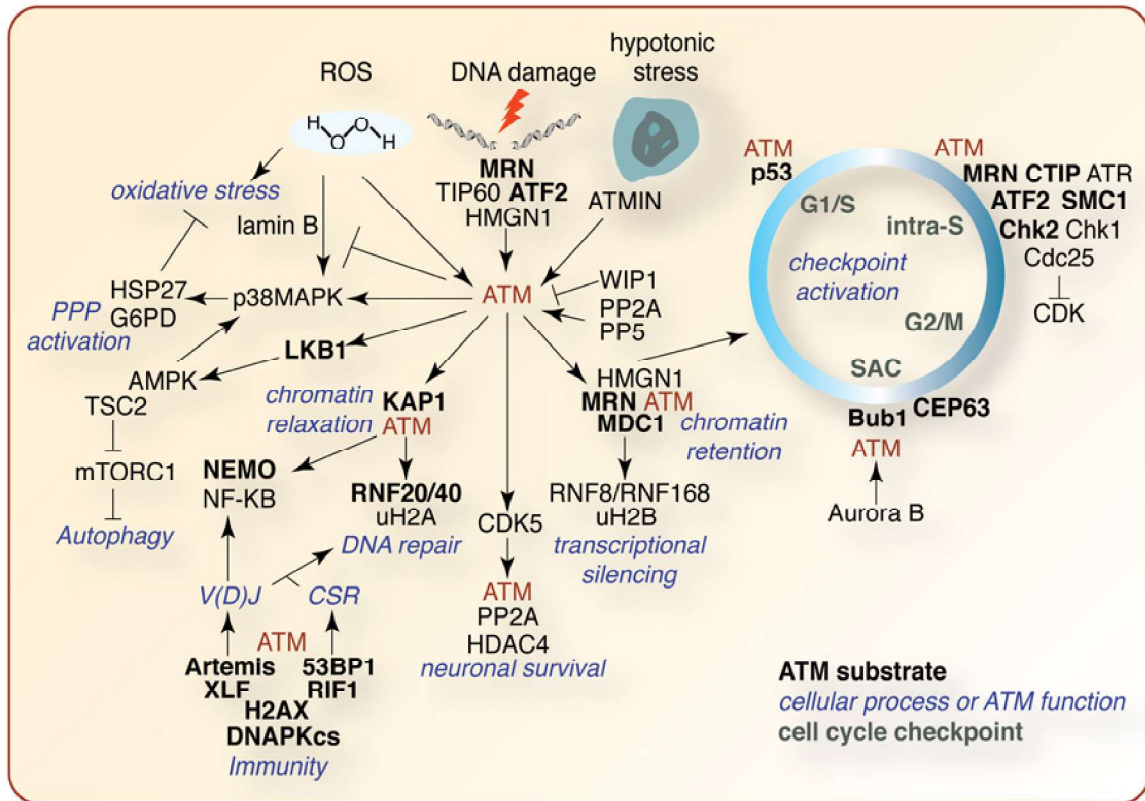 ROS
H O O H
oxidative stress
lamin B
HSP27
G6PD
p38MAPK
PPP
activation
LKB1
AMPK
TSC2
mTORC1
Autophagy
DNA damage
MRN
TIP60 ATF2
HMGN1
hypotonic
stress
ATMIN
ATM
WIP1
PP2A
PP5
chromatin
relaxation
KAP1
ATM
NEMO
NF-KB
RNF20/40
uH2A
DNA repair
V(D)J
CSR
ATM
Artemis
XLF
53BP1
RIF1
H2AX
DNAPKcs
Immunity
CDK5
ATM
PP2A
HDAC4
neuronal survival
HMGN1
MRN ATM
MDC1
chromatin
retention
RNF8/RNF168
uH2B
transcriptional
silencing
ATM
p53
G1/S
ATM
MRN CTIP ATR
ATF2 SMC1
Chk2 Chk1
Cdc25
CDK
intra-S
checkpoint
activation
G2/M
SAC
Bub1
CEP63
ATM
Aurora B
ATM substrate
cellular process or ATM function
cell cycle checkpoint